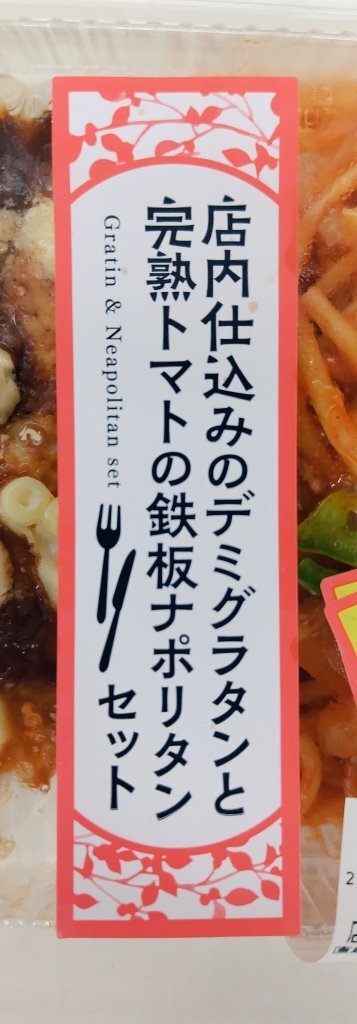 店内仕込みのデミグラタンと
完熟トマトの鉄板ナポリタン
セット
Gratin & Neapolitan set
2